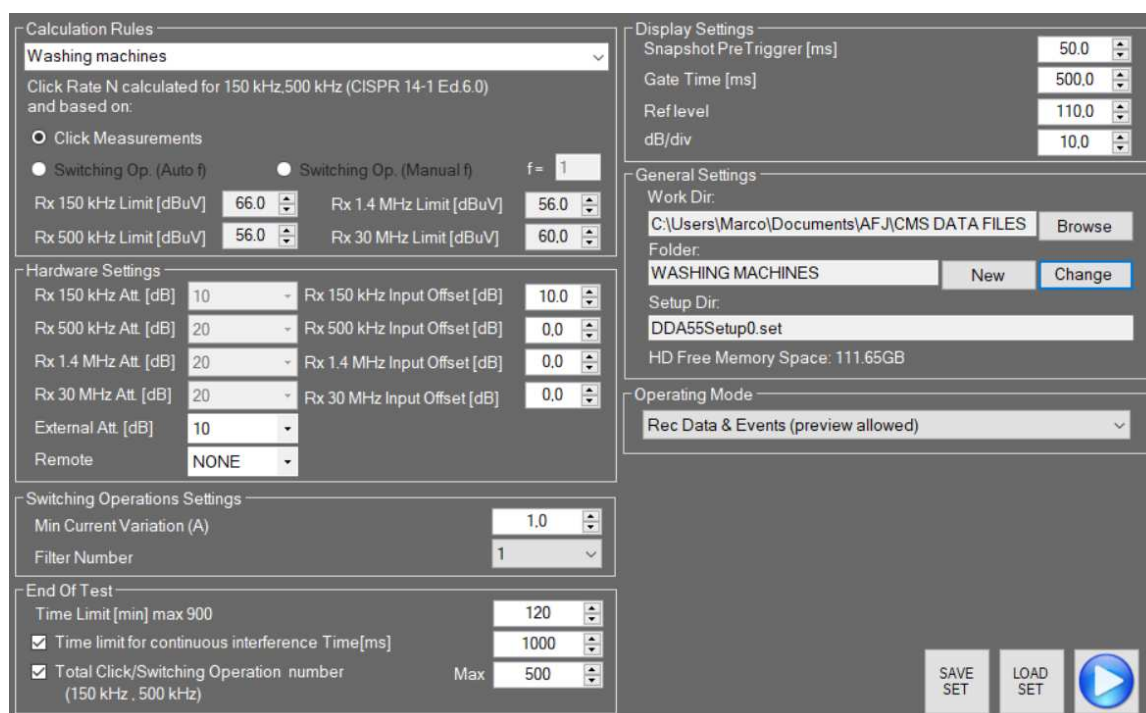 Calculation Rules
Washing machines
Click Rate N calculated for 150 kHz,500 kHz (CISPR 14-1 Ed.6.0)
and based on:
Click Measurements
Switching Op. (Auto f) Switching Op. (Manual f) f= 1
Rx 150 kHz Limit [dBuV] 66.0 Rx 1.4 MHz Limit [dBuV] 56.0
Rx 500 kHz Limit [dBuV] 56.0 Rx 30 MHz Limit [dBuV] 60,0
Hardware Settings
Rx 150 kHz Att. [dB] 10 Rx 150 kHz Input Offset [dB] 10.0
Rx 500 kHz Att. [dB] 20 Rx 500 kHz Input Offset [dB] 0,0
Rx 1.4 MHz Att. [dB] 20 Rx 1.4 MHz Input Offset [dB] 0,0
Rx 30 MHz Att. [dB] 20 Rx 30 MHz Input Offset [dB] 0,0
External Att. [dB] 10
Remote NONE
Switching Operations Settings
Min Current Variation (A) 1.0
Filter Number 1
End Of Test
Time Limit [min] max 900 120
Time limit for continuous interference Time[ms] 1000
Total Click/Switching Operation number Max 500
(150 kHz , 500 kHz)
Display Settings
Snapshot PreTriggrer [ms] 50.0
Gate Time [ms] 500,0
Ref level 110,0
dB/div 10,0
General Settings
Work Dir:
C:\Users\Marco\Documents\AFJ\CMS DATA FILES Browse
Folder:
WASHING MACHINES New Change
Setup Dir:
DDA55Setup0.set
HD Free Memory Space: 111.65GB
Operating Mode
Rec Data & Events (preview allowed)
SAVE SET LOAD SET